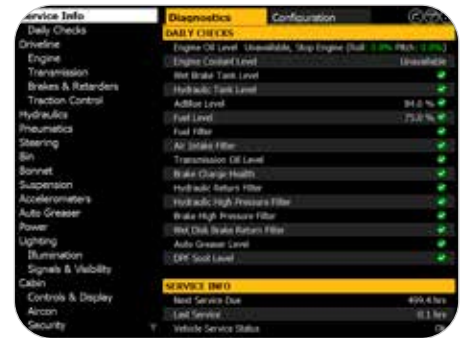 Service Info
Daily Checks
Driveline
Engine
Transmission
Brakes & Retarders
Traction Control
Hydraulics
Pneumatics
Steering
Bin
Bonnet
Suspension
Accelerometers
Auto Greaser
Power
Lighting
Illumination
Signals & Visibility
Cabin
Controls & Display
Aircon
Security
Diagnostics Configuration
DAILY CHECKS
Engine Oil Level Unavailable, Stop Engine (Roll: Pitch:
Engine Coolant Level Unavailable
Wet Brake Tank Level
Hydraulic Tank Level
AdBlue Level 84.0 %
Fuel Level 75.0 %
Fuel Filter
Air Intake Filter
Transmission Oil Level
Brake Charge Health
Hydraulic Return Filter
Hydraulic High Pressure Filter
Brake High Pressure Filter
Wet Disk Brake Return Filter
Auto Greaser Level
DPF Soot Level
SERVICE INFO
Next Service Due 499.4 hrs
Last Service 0.1 hrs
Vehicle Service Status Ok